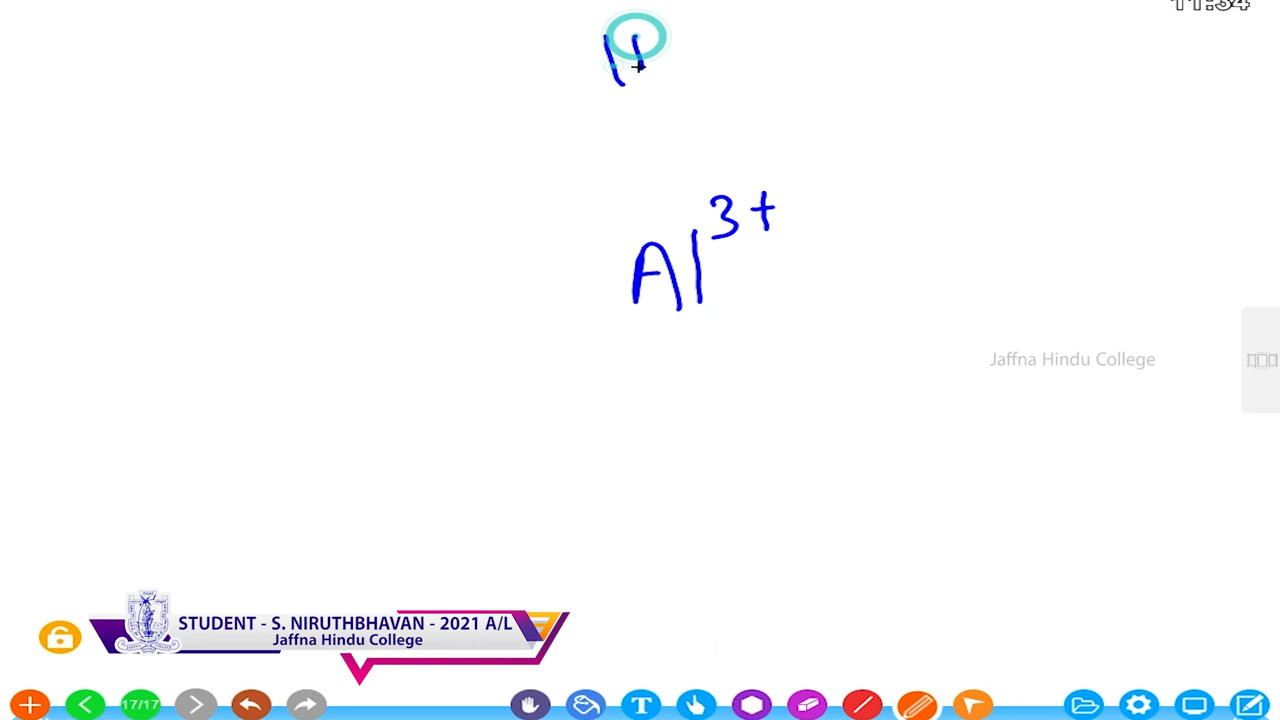 Al³⁺
Jaffna Hindu College
STUDENT - S. NIRUTHBHAVAN - 2021 A/L
Jaffna Hindu College
17/17
T